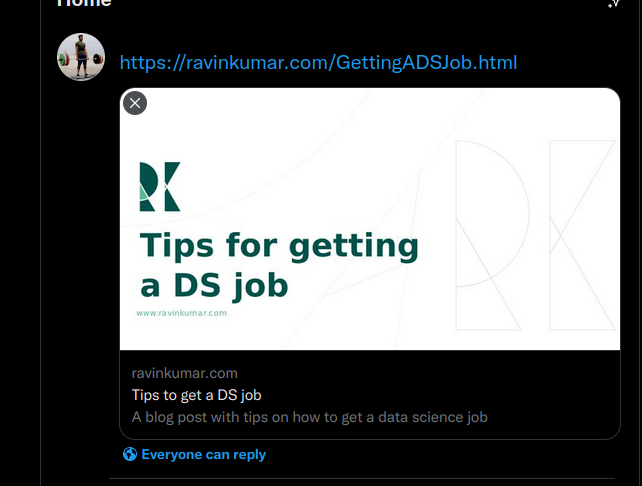 Home
https://ravinkumar.com/GettingADSJob.html
RK
Tips for getting
a DS job
www.ravinkumar.com
ravinkumar.com
Tips to get a DS job
A blog post with tips on how to get a data science job
Everyone can reply